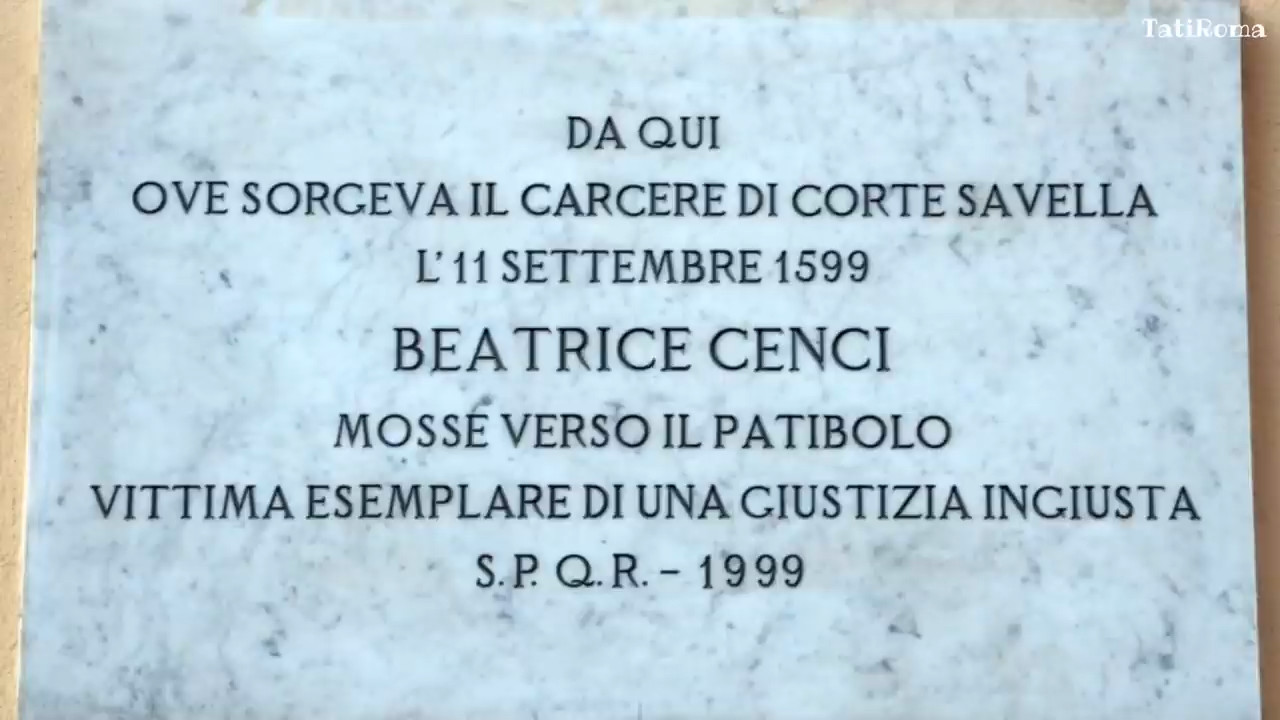 TatiRoma
DA QUI
OVE SORGEVA IL CARCERE DI CORTE SAVELLA
L'11 SETTEMBRE 1599
BEATRICE CENCI
MOSSE VERSO IL PATIBOLO
VITTIMA ESEMPLARE DI UNA GIUSTIZIA INGIUSTA
S.P.Q.R. - 1999